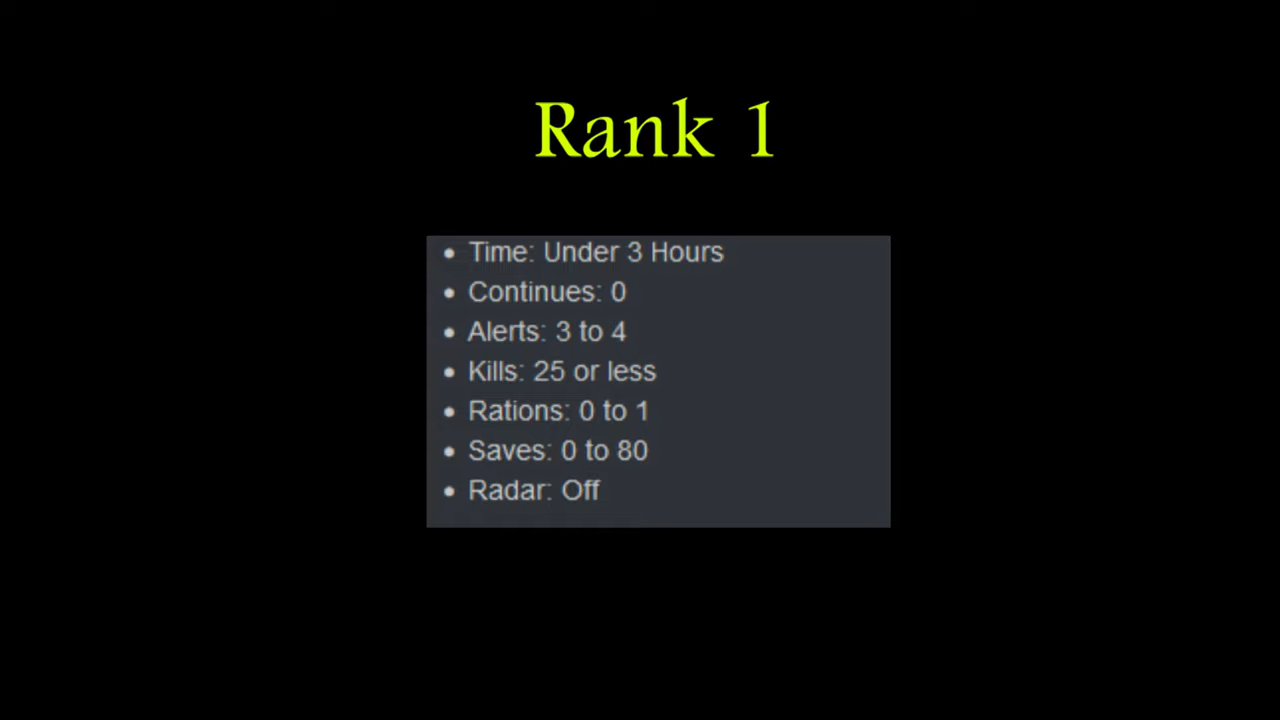 Rank 1
• Time: Under 3 Hours
• Continues: 0
• Alerts: 3 to 4
• Kills: 25 or less
• Rations: 0 to 1
• Saves: 0 to 80
• Radar: Off